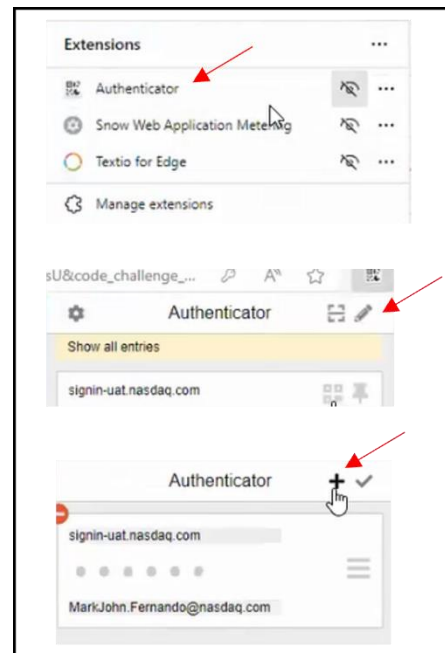 Extensions
Authenticator
Snow Web Application Metering
Textio for Edge
Manage extensions
sU&code_challenge_...
Authenticator
Show all entries
signin-uat.nasdaq.com
Authenticator
signin-uat.nasdaq.com
MarkJohn.Fernando@nasdaq.com